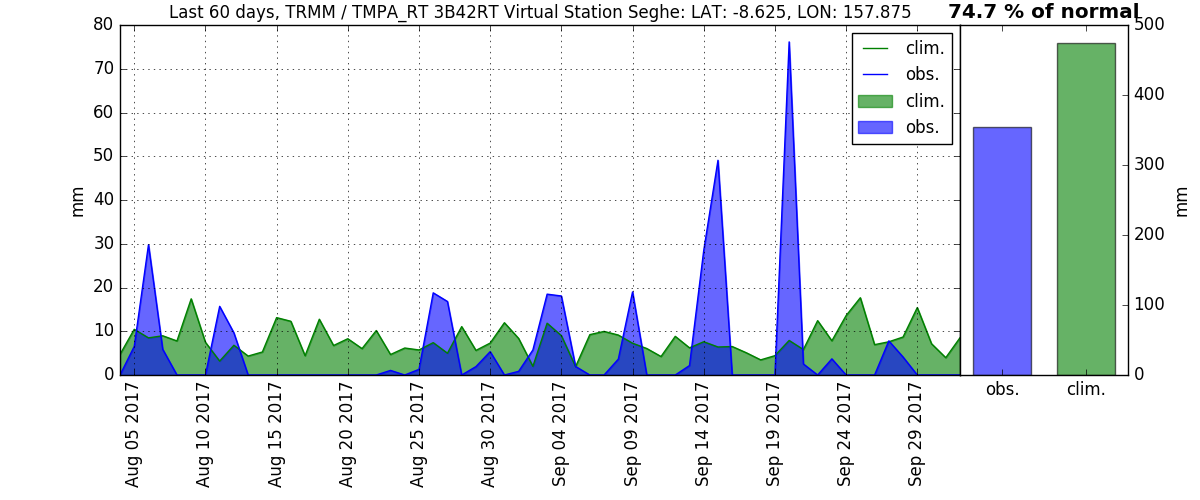 Last 60 days, TRMM / TMPA_RT 3B42RT Virtual Station Seghe: LAT: -8.625, LON: 157.875
74.7 % of normal
80
70
60
50
40
30
20
10
0
mm
clim.
obs.
clim.
obs.
Aug 05 2017
Aug 10 2017
Aug 15 2017
Aug 20 2017
Aug 25 2017
Aug 30 2017
Sep 04 2017
Sep 09 2017
Sep 14 2017
Sep 19 2017
Sep 24 2017
Sep 29 2017
500
400
300
200
100
0
mm
obs.
clim.